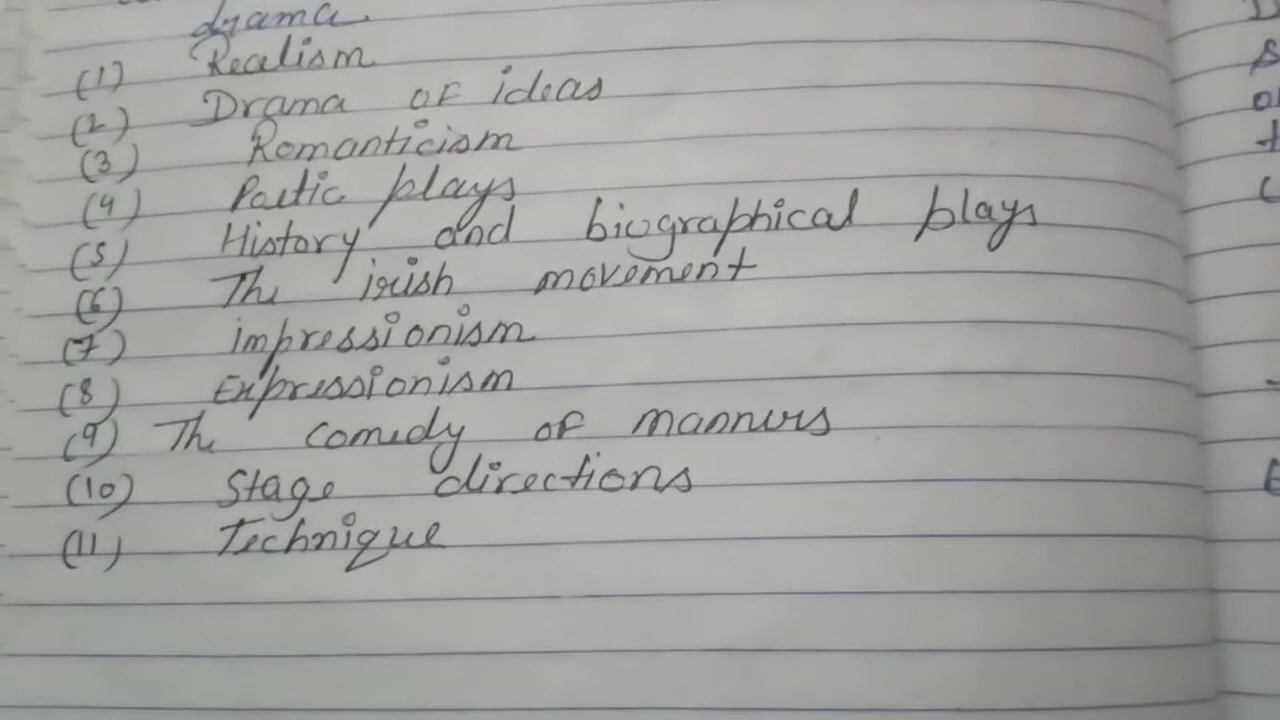 drama
(1) Realism
(2) Drama of ideas
(3) Romanticism
(4) Poetic plays
(5) History and biographical plays
(6) The irish movement
(7) impressionism
(8) Expressionism
(9) The comedy of manners
(10) Stage directions
(11) Technique